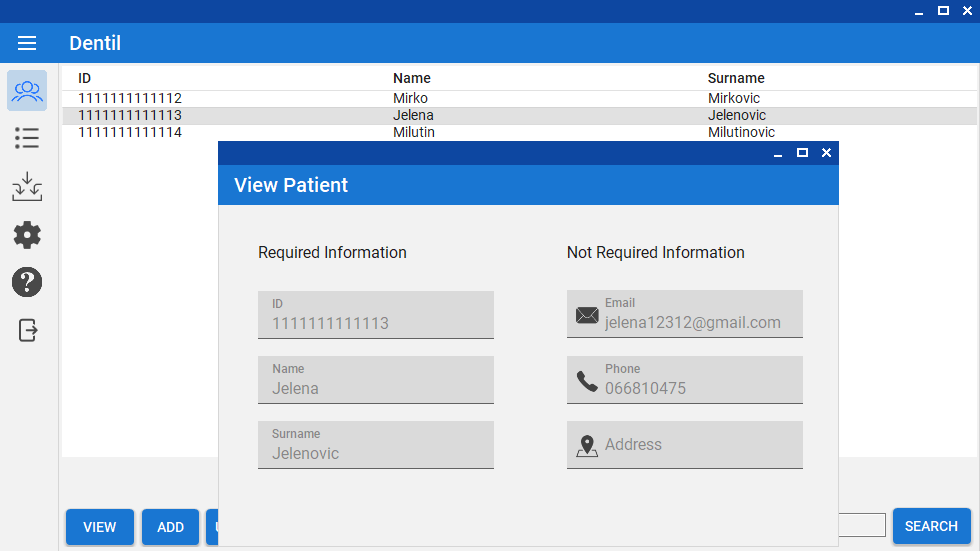 Dentil
ID Name Surname
1111111111112 Mirko Mirkovic
1111111111113 Jelena Jelenovic
1111111111114 Milutin Milutinovic
View Patient
Required Information Not Required Information
ID
1111111111113
Email
jelena12312@gmail.com
Name
Jelena
Phone
066810475
Surname
Jelenovic
Address
VIEW ADD SEARCH